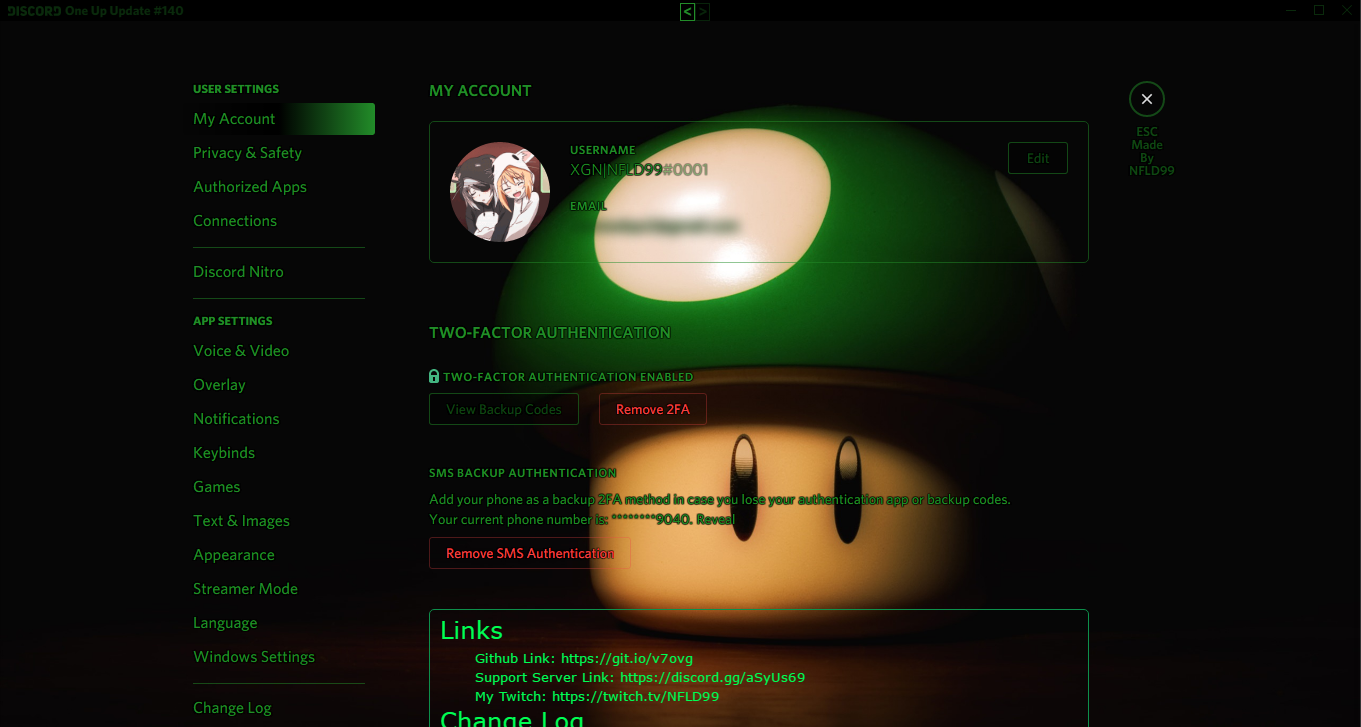 DISCORD One Up Update #140
< >
USER SETTINGS
My Account
Privacy & Safety
Authorized Apps
Connections
Discord Nitro
APP SETTINGS
Voice & Video
Overlay
Notifications
Keybinds
Games
Text & Images
Appearance
Streamer Mode
Language
Windows Settings
Change Log
MY ACCOUNT
USERNAME
XGN|NFLD99#0001
EMAIL
Edit
TWO-FACTOR AUTHENTICATION
TWO-FACTOR AUTHENTICATION ENABLED
View Backup Codes
Remove 2FA
SMS BACKUP AUTHENTICATION
Add your phone as a backup 2FA method in case you lose your authentication app or backup codes.
Your current phone number is: ********9040. Reveal
Remove SMS Authentication
Links
Github Link: https://git.io/v7ovg
Support Server Link: https://discord.gg/aSyUs69
My Twitch: https://twitch.tv/NFLD99
Change Log
ESC
Made
By
NFLD99